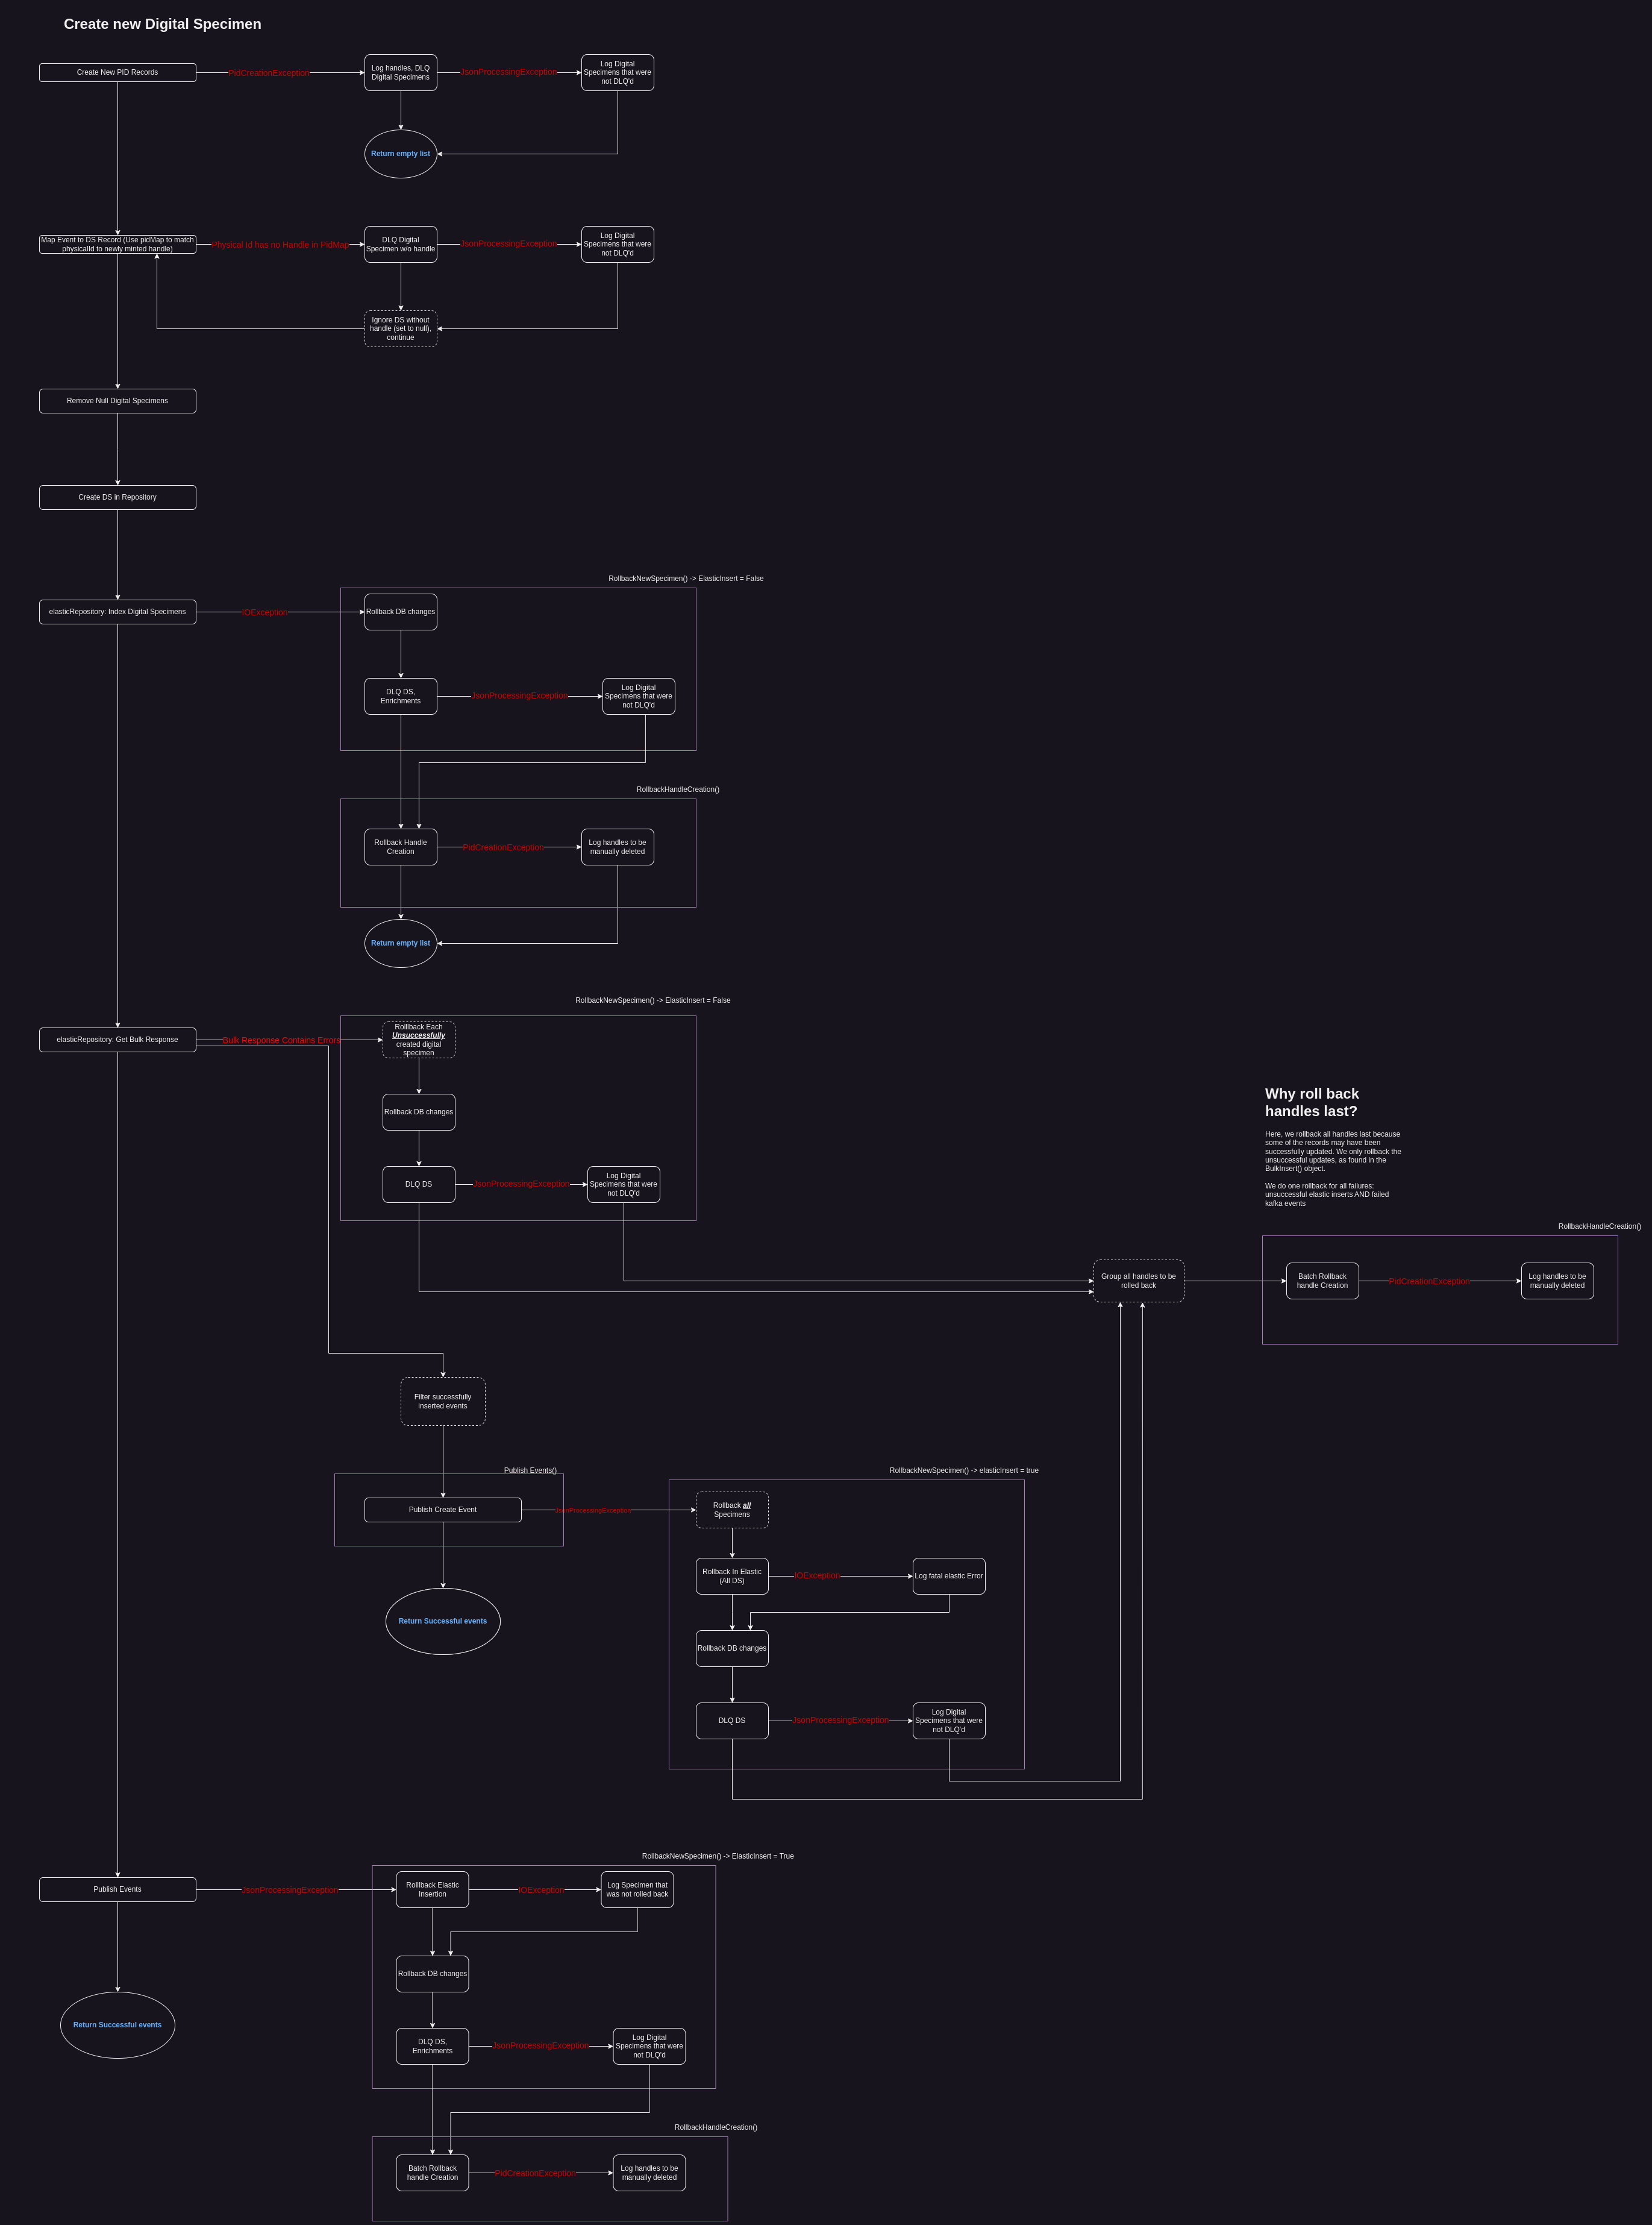 Create new Digital Specimen
Create New PID Records
PidCreationException
Log handles, DLQ
Digital Specimens
JsonProcessingException
Log Digital
Specimens that were
not DLQ'd
Return empty list
Map Event to DS Record (Use pidMap to match
physicalId to newly minted handle)
Physical Id has no Handle in PidMap
DLQ Digital
Specimen w/o handle
JsonProcessingException
Log Digital
Specimens that were
not DLQ'd
Ignore DS without
handle (set to null),
continue
Remove Null Digital Specimens
Create DS in Repository
RollbackNewSpecimen() -> ElasticInsert = False
elasticRepository: Index Digital Specimens
IOException
Rollback DB changes
DLQ DS,
Enrichments
JsonProcessingException
Log Digital
Specimens that were
not DLQ'd
RollbackHandleCreation()
Rollback Handle
Creation
PidCreationException
Log handles to be
manually deleted
Return empty list
RollbackNewSpecimen() -> ElasticInsert = False
elasticRepository: Get Bulk Response
Bulk Response Contains Errors
Rolllback Each
Unsuccessfully
created digital
specimen
Rollback DB changes
DLQ DS
JsonProcessingException
Log Digital
Specimens that were
not DLQ'd
Why roll back
handles last?
Here, we rollback all handles last because
some of the records may have been
successfully updated. We only rollback the
unsuccessful updates, as found in the
BulkInsert() object.
We do one rollback for all failures:
unsuccessful elastic inserts AND failed
kafka events
RollbackHandleCreation()
Group all handles to be
rolled back
Batch Rollback
handle Creation
PidCreationException
Log handles to be
manually deleted
Filter successfully
inserted events
Publish Events()
Publish Create Event
JsonProcessingException
RollbackNewSpecimen() -> elasticInsert = true
Rollback all
Specimens
Rollback In Elastic
(All DS)
IOException
Log fatal elastic Error
Return Successful events
Rollback DB changes
DLQ DS
JsonProcessingException
Log Digital
Specimens that were
not DLQ'd
RollbackNewSpecimen() -> ElasticInsert = True
Publish Events
JsonProcessingException
Rolllback Elastic
Insertion
IOException
Log Specimen that
was not rolled back
Rollback DB changes
Return Successful events
DLQ DS,
Enrichments
JsonProcessingException
Log Digital
Specimens that were
not DLQ'd
RollbackHandleCreation()
Batch Rollback
handle Creation
PidCreationException
Log handles to be
manually deleted